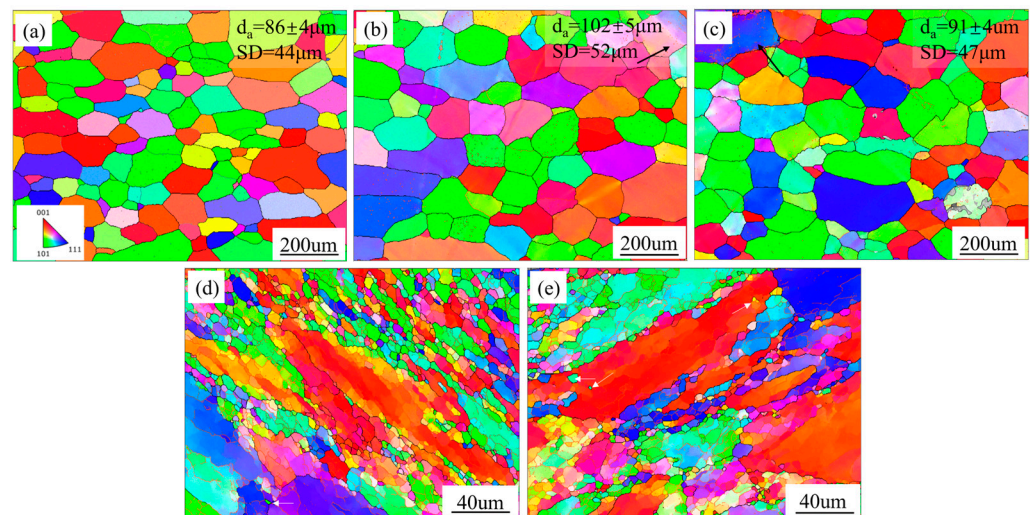 (a)
dₐ=86±4μm
SD=44μm
001
101
111
200um
(b)
dₐ=102±5μm
SD=52μm
200um
(c)
dₐ=91±4um
SD=47μm
200um
(d)
40um
(e)
40um